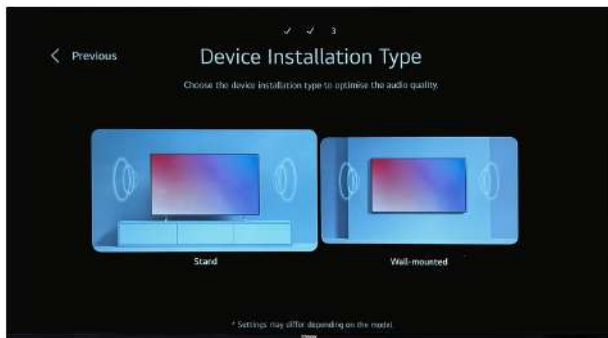 ✓ ✓ 3
< Previous
Device Installation Type
Choose the device installation type to optimise the audio quality.
Stand
Wall-mounted
* Settings may differ depending on the model.